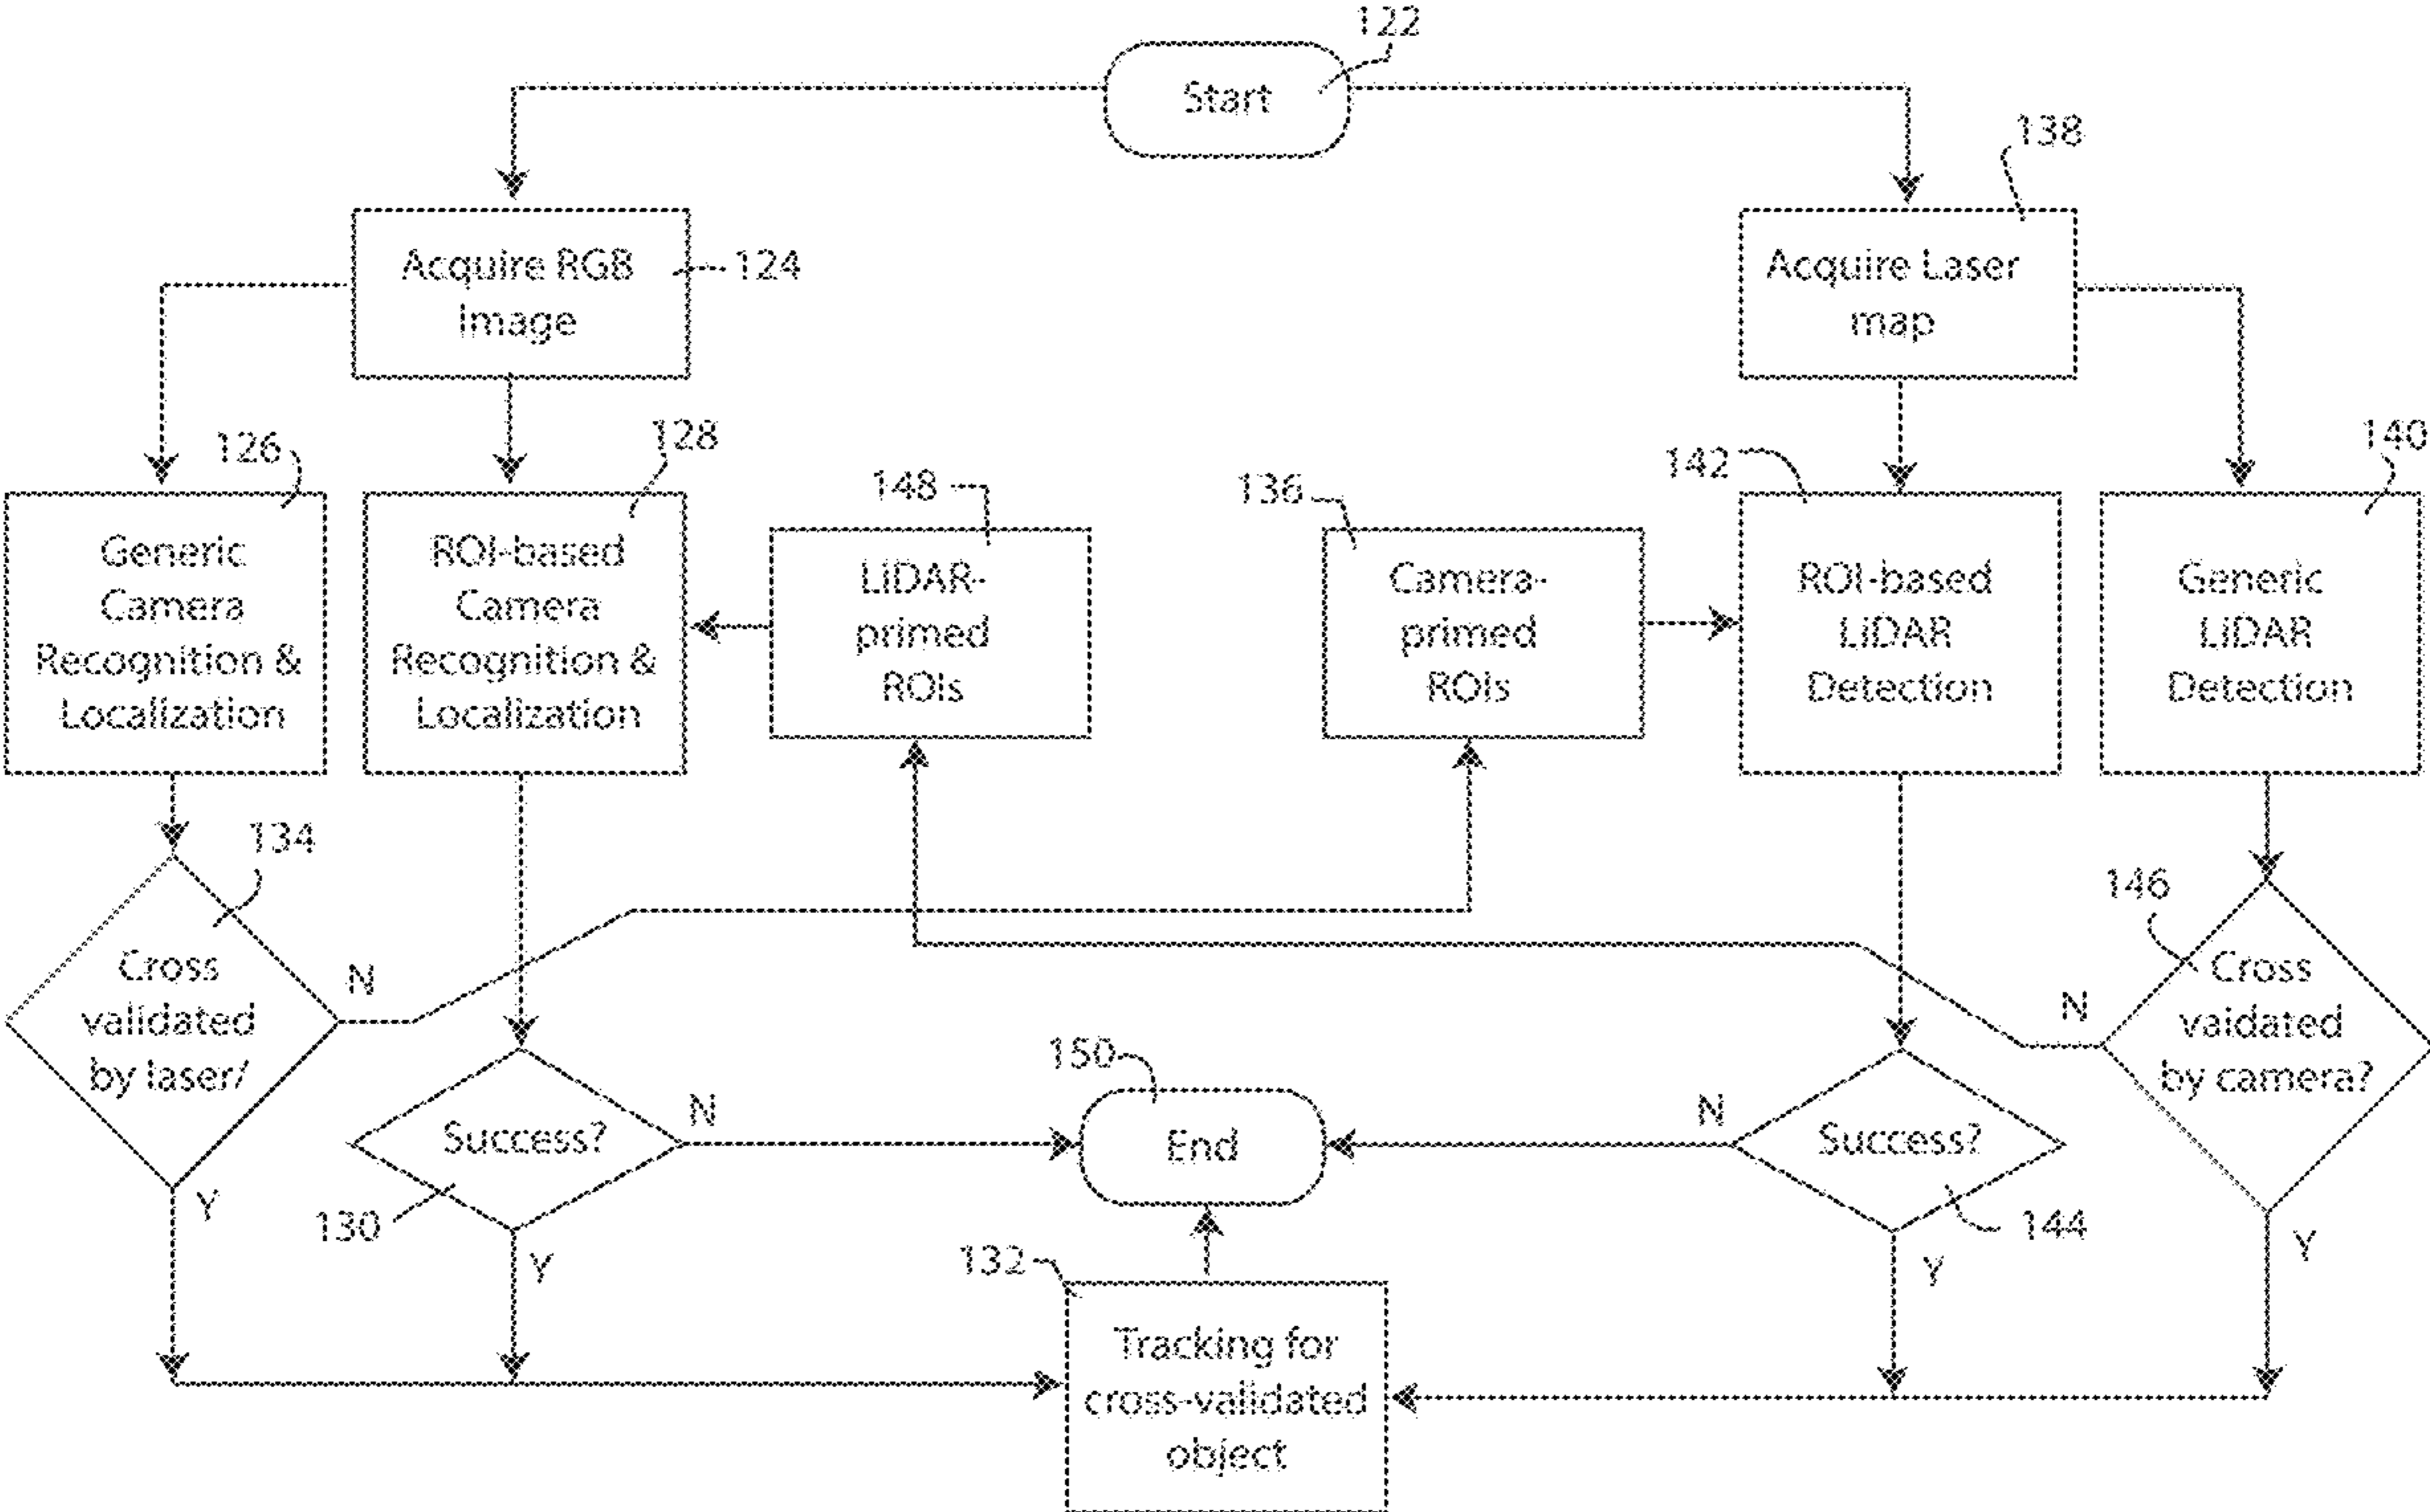 122
Start
138
Acquire RGB
Image
124
Acquire Laser
map
126
128
148
136
142
140
Generic
Camera
Recognition &
Localization
ROI-based
Camera
Recognition &
Localization
LiDAR-
primed
ROIs
Camera-
primed
ROIs
ROI-based
LiDAR
Detection
Generic
LiDAR
Detection
134
146
Cross
validated
by laser/
N
Y
Success?
N
130
Y
150
End
N
Success?
144
Y
Cross
vaidated
by camera?
N
Y
132
Tracking for
cross-validated
object